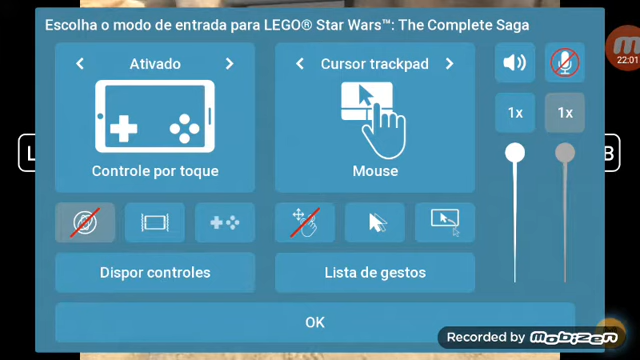 Escolha o modo de entrada para LEGO® Star Wars™: The Complete Saga
Ativado
Cursor trackpad
22:01
1x
1x
L
B
Controle por toque
Mouse
Dispor controles
Lista de gestos
OK
Recorded by mobizen